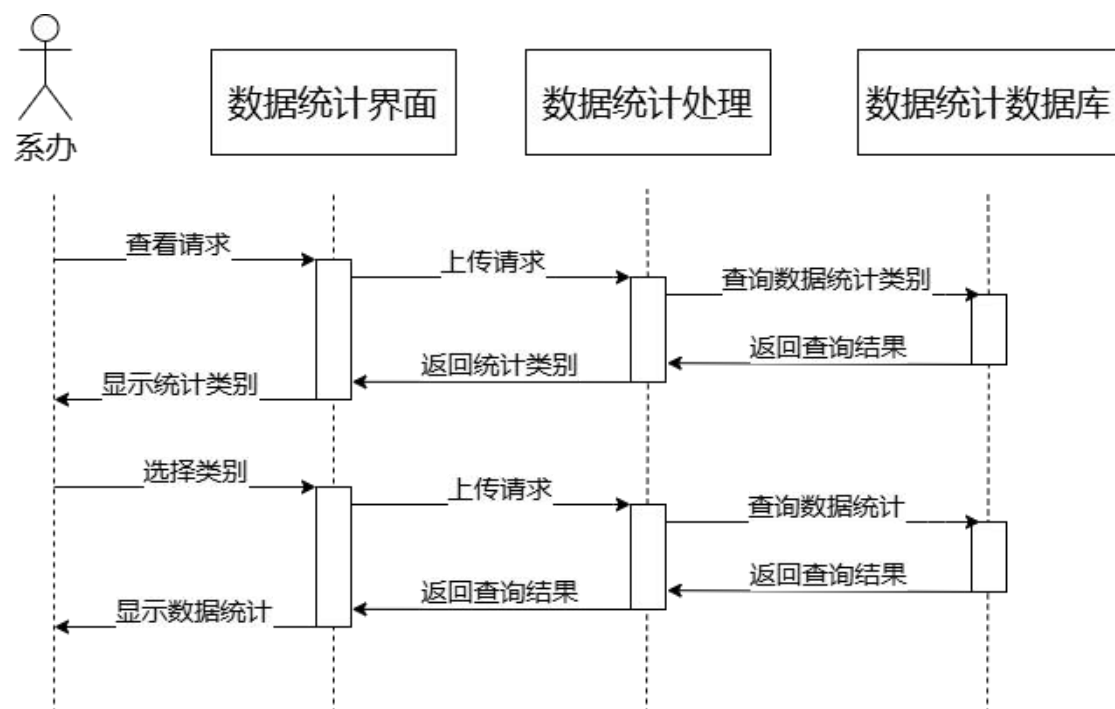 系办
数据统计界面
数据统计处理
数据统计数据库
查看请求
上传请求
查询数据统计类别
返回查询结果
返回统计类别
显示统计类别
选择类别
上传请求
查询数据统计
返回查询结果
返回查询结果
显示数据统计